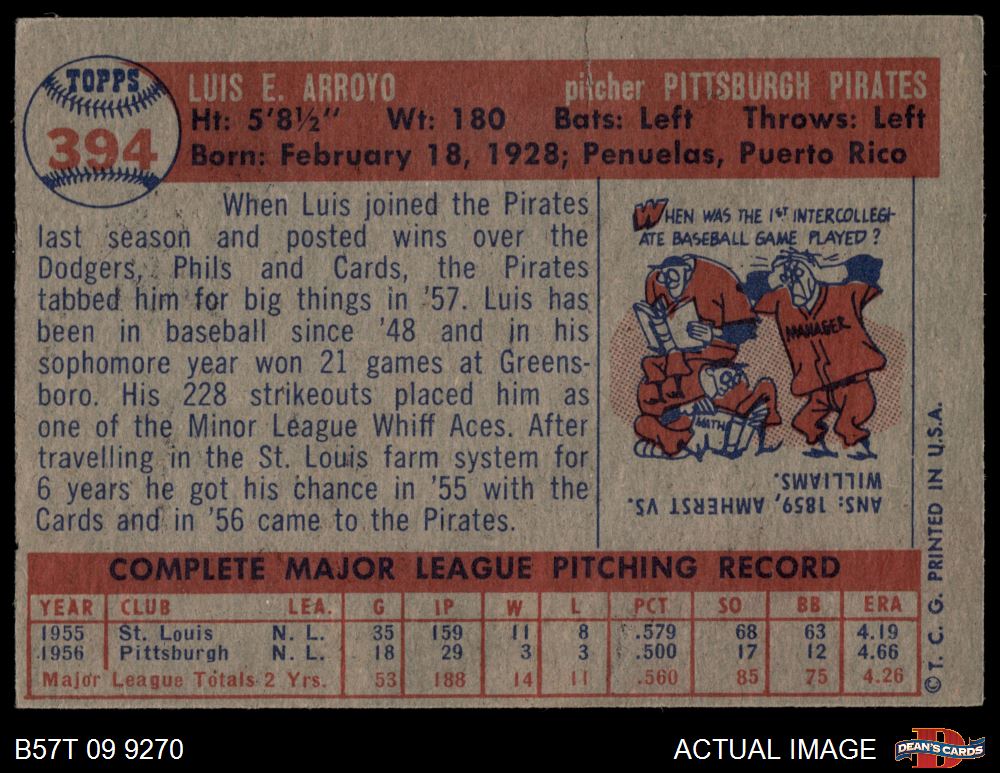 TOPPS
394
LUIS E. ARROYO pitcher PITTSBURGH PIRATES
Ht: 5'8½" Wt: 180 Bats: Left Throws: Left
Born: February 18, 1928; Penuelas, Puerto Rico
When Luis joined the Pirates
last season and posted wins over the
Dodgers, Phils and Cards, the Pirates
tabbed him for big things in '57. Luis has
been in baseball since '48 and in his
sophomore year won 21 games at Greens-
boro. His 228 strikeouts placed him as
one of the Minor League Whiff Aces. After
travelling in the St. Louis farm system for
6 years he got his chance in '55 with the
Cards and in '56 came to the Pirates.
WHEN WAS THE 1ST INTERCOLLEGI-
ATE BASEBALL GAME PLAYED?
MANAGER
MATH
ANS: 1859, AMHERST VS.
WILLIAMS.
COMPLETE MAJOR LEAGUE PITCHING RECORD
YEAR CLUB LEA. G IP W L PCT SO BB ERA
1955 St. Louis N. L. 35 159 11 8 .579 68 63 4.19
1956 Pittsburgh N. L. 18 29 3 3 .500 17 12 4.66
Major League Totals 2 Yrs. 53 188 14 11 .560 85 75 4.26
© T. C. G. PRINTED IN U.S.A.
B57T 09 9270 ACTUAL IMAGE DEAN'S CARDS